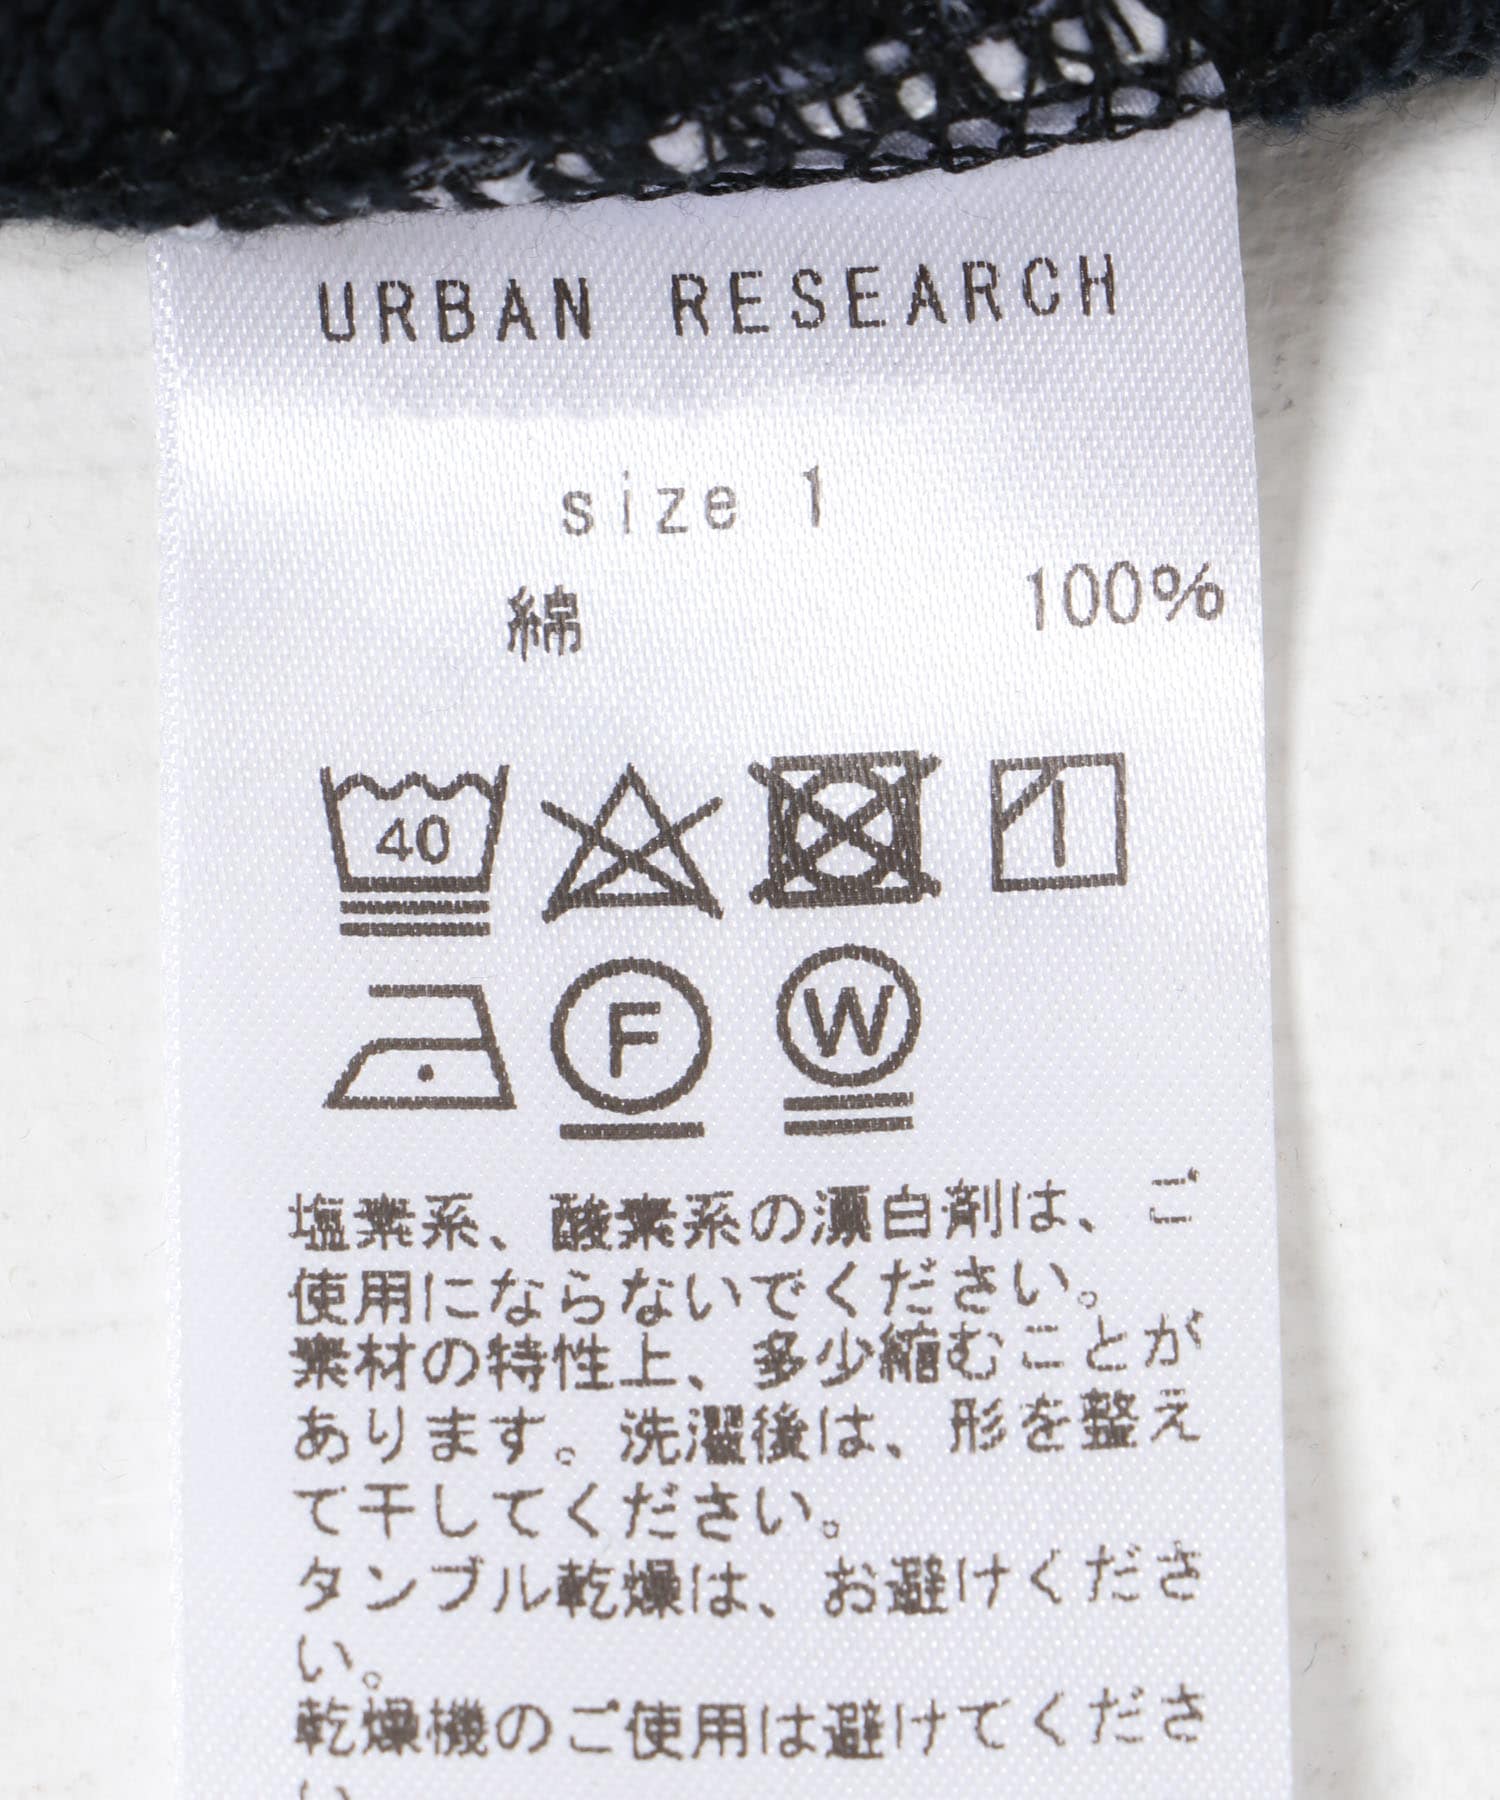 URBAN RESEARCH
size 1
綿 100%
40
F W
塩素系、酸素系の漂白剤は、ご
使用にならないでください。
素材の特性上、多少縮むことが
あります。洗濯後は、形を整え
て干してください。
タンブル乾燥は、お避けくださ
い。
乾燥機のご使用は避けてくださ
い